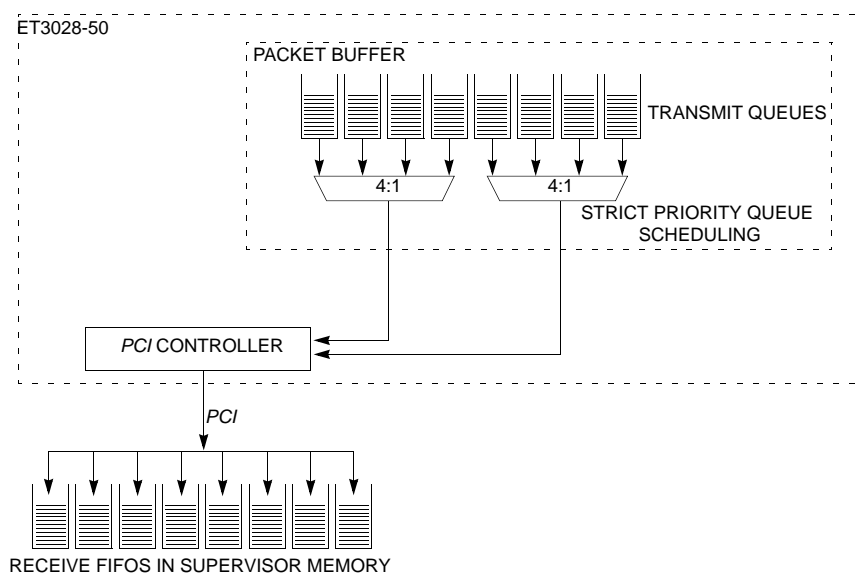 ET3028-50
PACKET BUFFER
TRANSMIT QUEUES
4:1
4:1
STRICT PRIORITY QUEUE
SCHEDULING
PCI CONTROLLER
PCI
RECEIVE FIFOS IN SUPERVISOR MEMORY